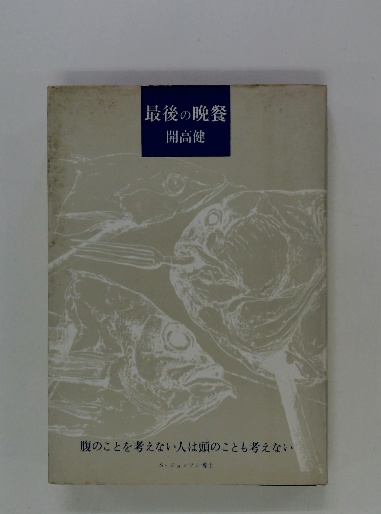 最後の晩餐
開高健
腹のことを考えない人は頭のことも考えない
S・ジョンソン博士